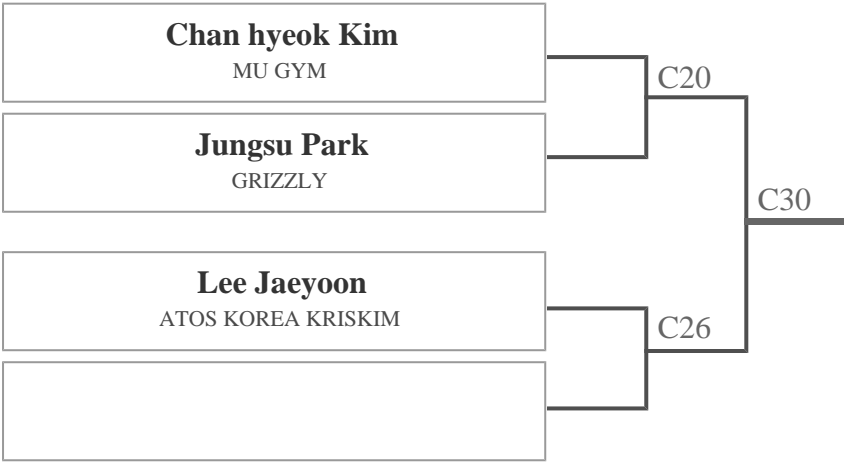 Chan hyeok Kim
MU GYM
C20
Jungsu Park
GRIZZLY
C30
Lee Jaeyoon
ATOS KOREA KRISKIM
C26